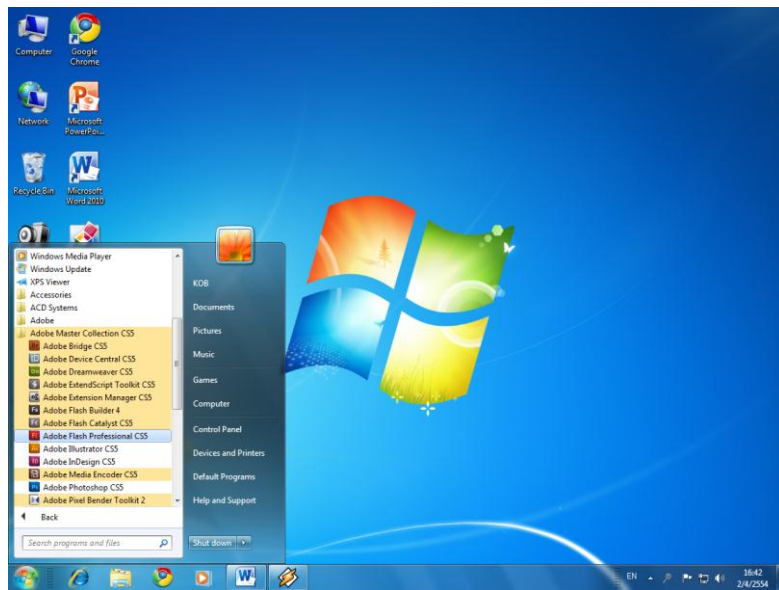 Computer
Google
Chrome
Network
Microsoft
PowerPoi...
Recycle Bin
Microsoft
Word 2010
Windows Media Player
Windows Update
XPS Viewer
Accessories
ACD Systems
Adobe
Adobe Master Collection CS5
Adobe Bridge CS5
Adobe Device Central CS5
Adobe Dreamweaver CS5
Adobe ExtendScript Toolkit CS5
Adobe Extension Manager CS5
Adobe Flash Builder 4
Adobe Flash Catalyst CS5
Adobe Flash Professional CS5
Adobe Illustrator CS5
Adobe InDesign CS5
Adobe Media Encoder CS5
Adobe Photoshop CS5
Adobe Pixel Bender Toolkit 2
Back
Search programs and files
KOB
Documents
Pictures
Music
Games
Computer
Control Panel
Devices and Printers
Default Programs
Help and Support
Shut down
EN
16:42
2/4/2554